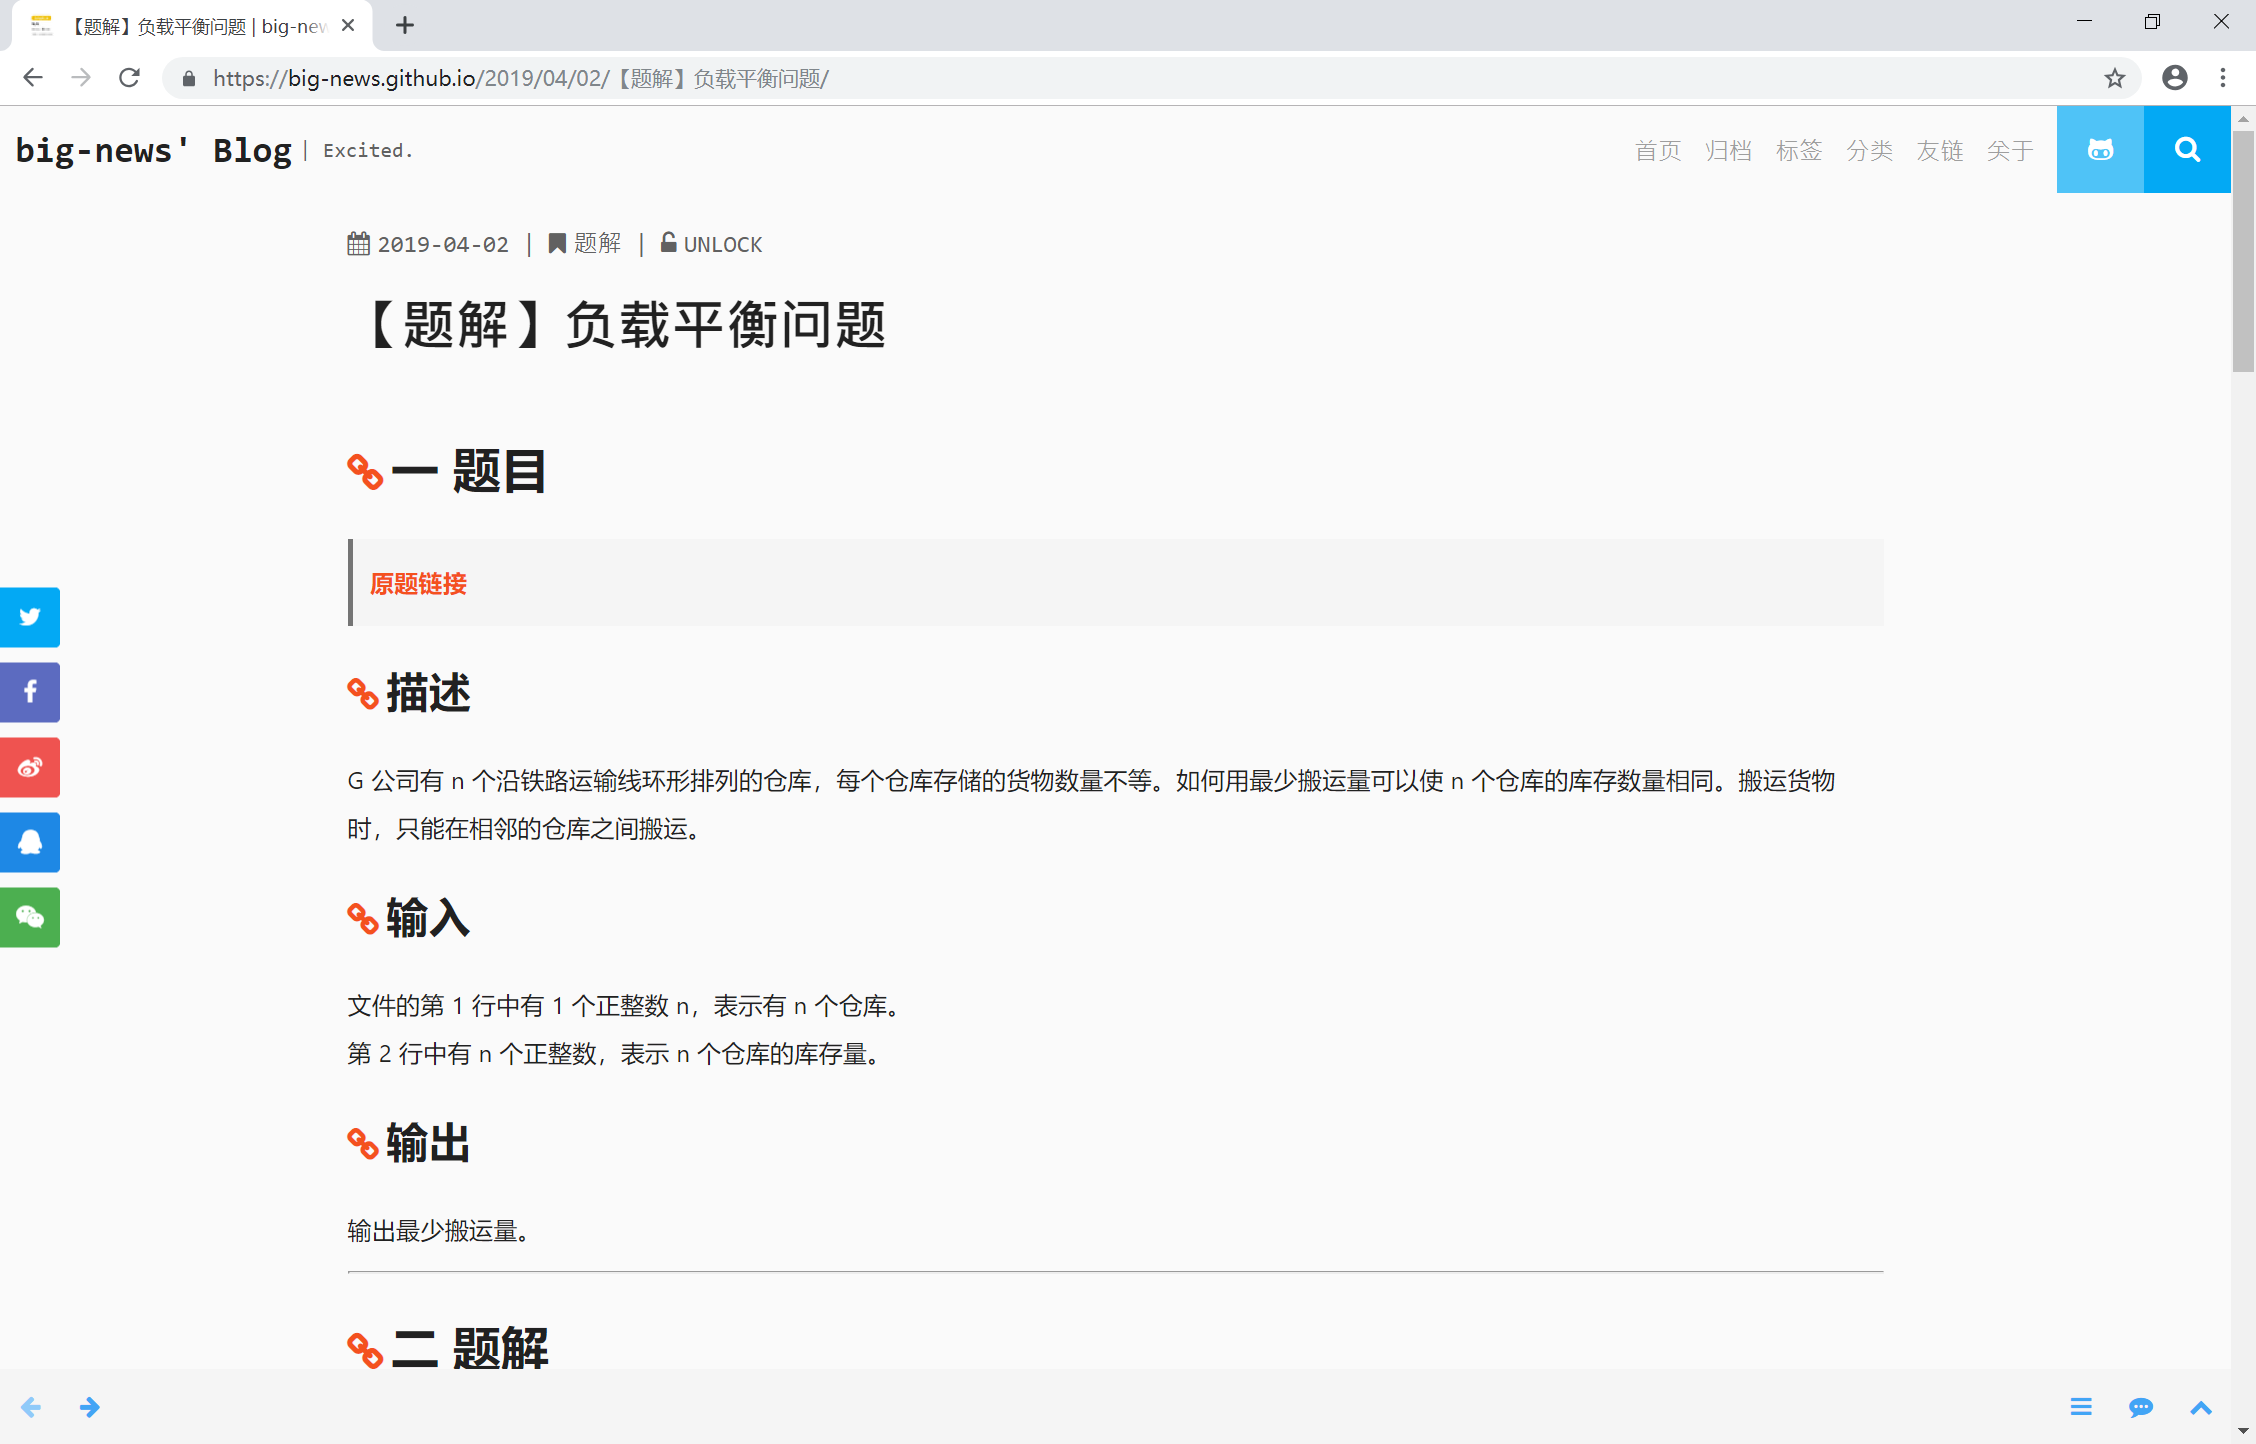 【题解】负载平衡问题 | big-new
https://big-news.github.io/2019/04/02/【题解】负载平衡问题/
big-news' Blog | Excited.
首页 归档 标签 分类 友链 关于
2019-04-02 | 题解 | UNLOCK
【题解】负载平衡问题
一 题目
原题链接
描述
G 公司有 n 个沿铁路运输线环形排列的仓库，每个仓库存储的货物数量不等。如何用最少搬运量可以使 n 个仓库的库存数量相同。搬运货物
时，只能在相邻的仓库之间搬运。
输入
文件的第 1 行中有 1 个正整数 n，表示有 n 个仓库。
第 2 行中有 n 个正整数，表示 n 个仓库的库存量。
输出
输出最少搬运量。
二 题解